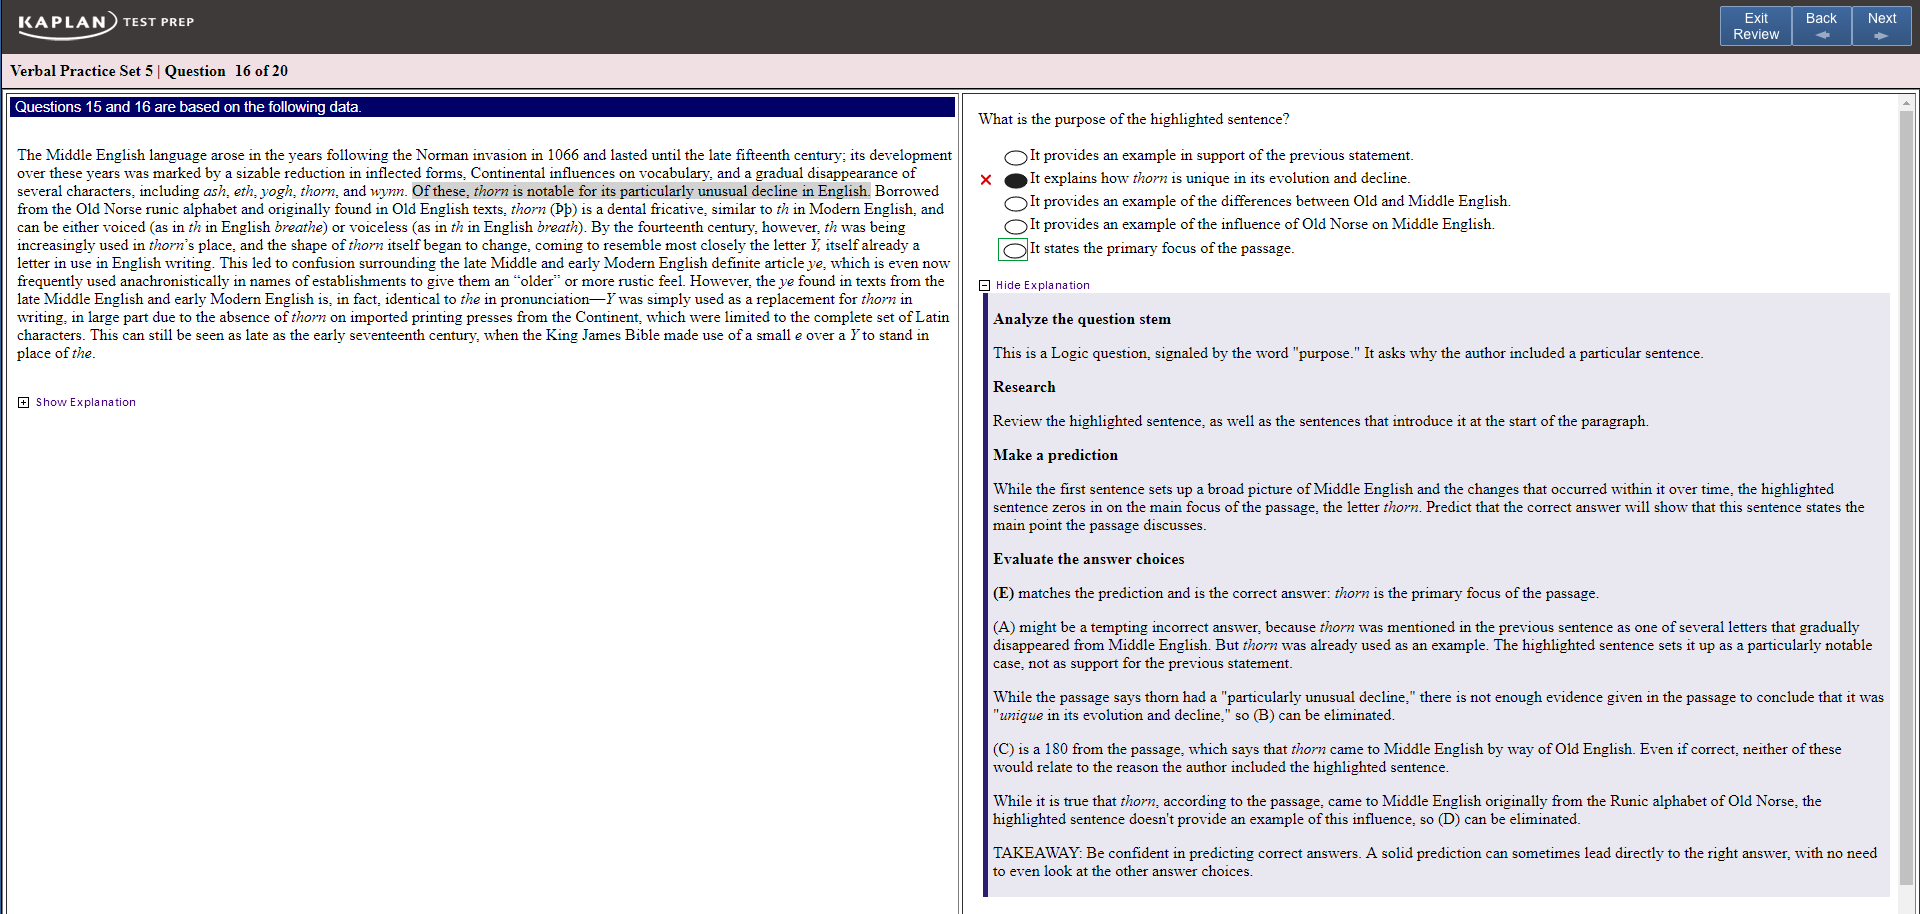 KAPLAN TEST PREP
Exit Review
Back
Next
Verbal Practice Set 5 | Question 16 of 20
Questions 15 and 16 are based on the following data.
The Middle English language arose in the years following the Norman invasion in 1066 and lasted until the late fifteenth century; its development
over these years was marked by a sizable reduction in inflected forms, Continental influences on vocabulary, and a gradual disappearance of
several characters, including ash, eth, yogh, thorn, and wynn. Of these, thorn is notable for its particularly unusual decline in English. Borrowed
from the Old Norse runic alphabet and originally found in Old English texts, thorn (Þþ) is a dental fricative, similar to th in Modern English, and
can be either voiced (as in th in English breathe) or voiceless (as in th in English breath). By the fourteenth century, however, th was being
increasingly used in thorn's place, and the shape of thorn itself began to change, coming to resemble most closely the letter Y, itself already a
letter in use in English writing. This led to confusion surrounding the late Middle and early Modern English definite article ye, which is even now
frequently used anachronistically in names of establishments to give them an “older” or more rustic feel. However, the ye found in texts from the
late Middle English and early Modern English is, in fact, identical to the in pronunciation—Y was simply used as a replacement for thorn in
writing, in large part due to the absence of thorn on imported printing presses from the Continent, which were limited to the complete set of Latin
characters. This can still be seen as late as the early seventeenth century, when the King James Bible made use of a small e over a Y to stand in
place of the.
Show Explanation
What is the purpose of the highlighted sentence?
It provides an example in support of the previous statement.
It explains how thorn is unique in its evolution and decline.
It provides an example of the differences between Old and Middle English.
It provides an example of the influence of Old Norse on Middle English.
It states the primary focus of the passage.
Hide Explanation
Analyze the question stem
This is a Logic question, signaled by the word "purpose." It asks why the author included a particular sentence.
Research
Review the highlighted sentence, as well as the sentences that introduce it at the start of the paragraph.
Make a prediction
While the first sentence sets up a broad picture of Middle English and the changes that occurred within it over time, the highlighted
sentence zeros in on the main focus of the passage, the letter thorn. Predict that the correct answer will show that this sentence states the
main point the passage discusses.
Evaluate the answer choices
(E) matches the prediction and is the correct answer: thorn is the primary focus of the passage.
(A) might be a tempting incorrect answer, because thorn was mentioned in the previous sentence as one of several letters that gradually
disappeared from Middle English. But thorn was already used as an example. The highlighted sentence sets it up as a particularly notable
case, not as support for the previous statement.
While the passage says thorn had a "particularly unusual decline," there is not enough evidence given in the passage to conclude that it was
"unique in its evolution and decline," so (B) can be eliminated.
(C) is a 180 from the passage, which says that thorn came to Middle English by way of Old English. Even if correct, neither of these
would relate to the reason the author included the highlighted sentence.
While it is true that thorn, according to the passage, came to Middle English originally from the Runic alphabet of Old Norse, the
highlighted sentence doesn't provide an example of this influence, so (D) can be eliminated.
TAKEAWAY: Be confident in predicting correct answers. A solid prediction can sometimes lead directly to the right answer, with no need
to even look at the other answer choices.